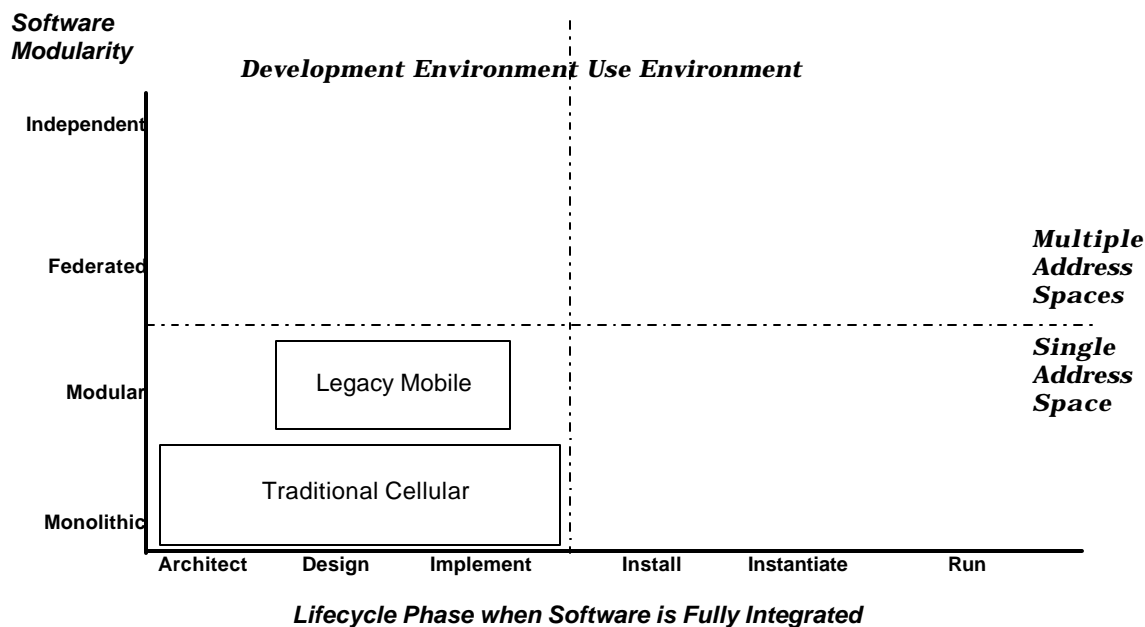 Software
Modularity
Development Environment Use Environment
Independent
Federated
Multiple
Address
Spaces
Single
Address
Space
Modular
Legacy Mobile
Traditional Cellular
Monolithic
Architect Design Implement Install Instantiate Run
Lifecycle Phase when Software is Fully Integrated